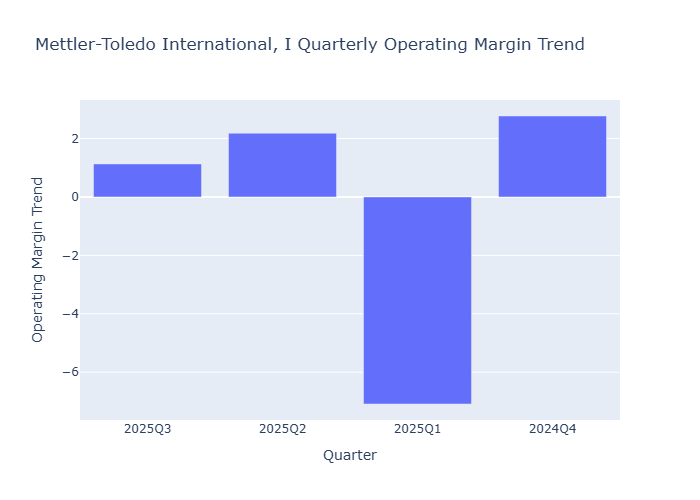 Mettler-Toledo International, I Quarterly Operating Margin Trend
2
0
−2
−4
−6
Operating Margin Trend
2025Q3
2025Q2
2025Q1
2024Q4
Quarter